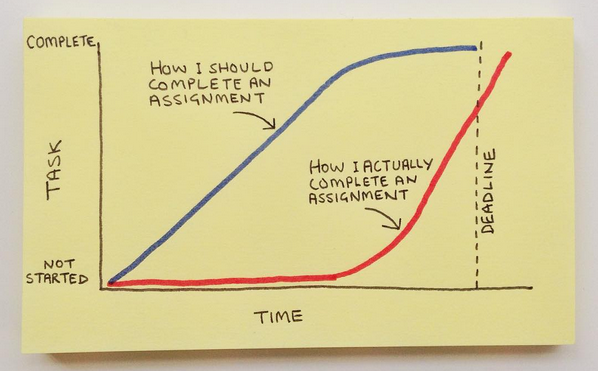 COMPLETE
HOW I SHOULD
COMPLETE AN
ASSIGNMENT
TASK
HOW I ACTUALLY
COMPLETE AN
ASSIGNMENT
DEADLINE
NOT
STARTED
TIME